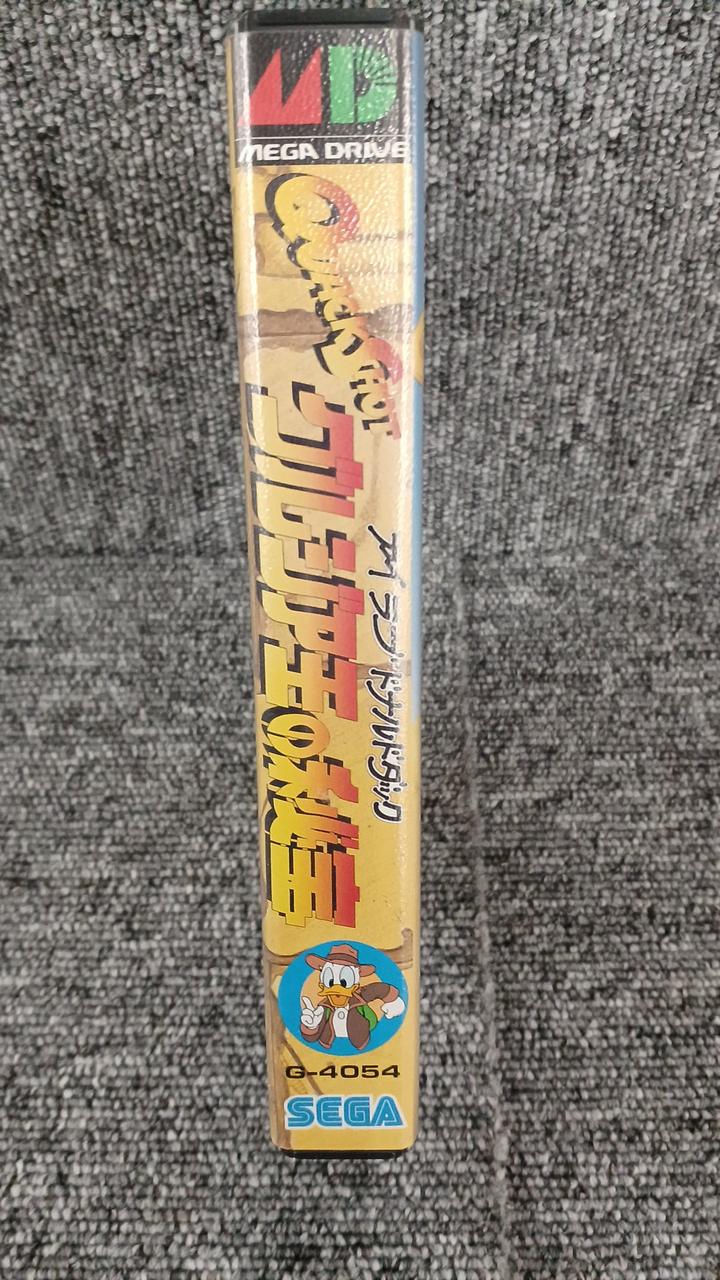 MD
MEGA DRIVE
QUACKSHOT
アイ ラブ ドナルドダック
グルジア王の秘宝
G-4054
SEGA